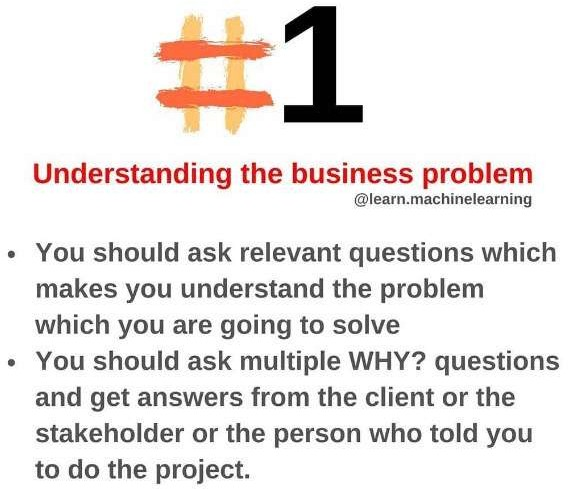 #1
Understanding the business problem
@learn.machinelearning
• You should ask relevant questions which
makes you understand the problem
which you are going to solve
• You should ask multiple WHY? questions
and get answers from the client or the
stakeholder or the person who told you
to do the project.